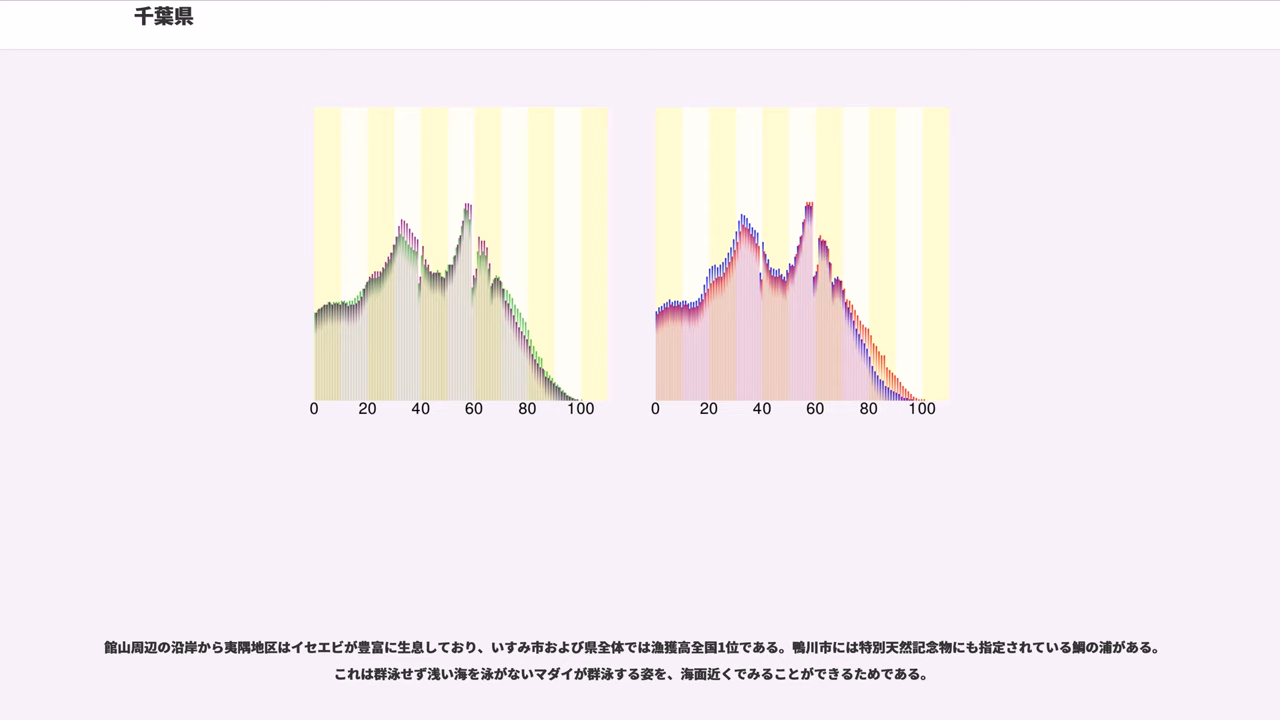 千葉県
0 20 40 60 80 100
0 20 40 60 80 100
館山周辺の沿岸から夷隅地区はイセエビが豊富に生息しており、いすみ市および県全体では漁獲高全国1位である。鴨川市には特別天然記念物にも指定されている鯛の浦がある。
これは群泳せず浅い海を泳がないマダイが群泳する姿を、海面近くでみることができるためである。